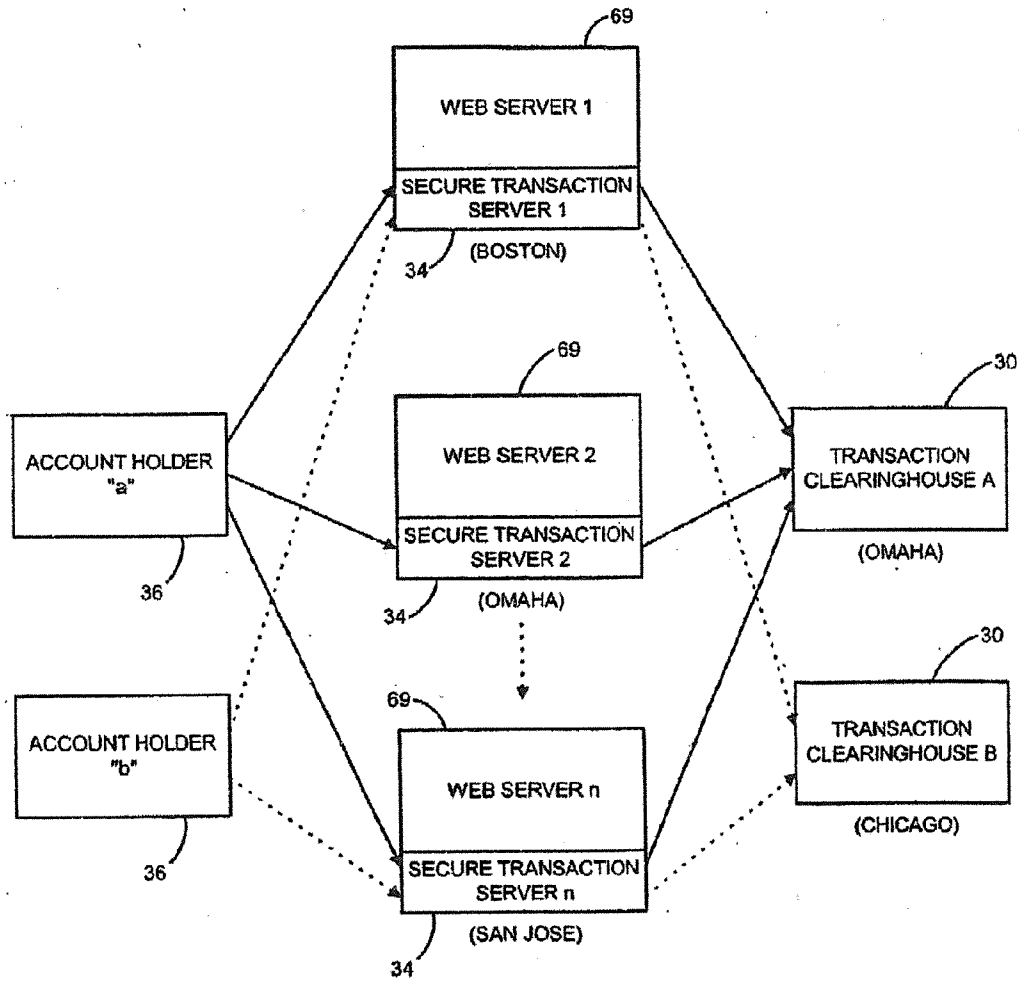 69
WEB SERVER 1
SECURE TRANSACTION
SERVER 1
34
(BOSTON)
69
WEB SERVER 2
SECURE TRANSACTION
SERVER 2
34
(OMAHA)
30
TRANSACTION
CLEARINGHOUSE A
(OMAHA)
ACCOUNT HOLDER
"a"
36
ACCOUNT HOLDER
"b"
36
69
WEB SERVER n
SECURE TRANSACTION
SERVER n
34
(SAN JOSE)
30
TRANSACTION
CLEARINGHOUSE B
(CHICAGO)